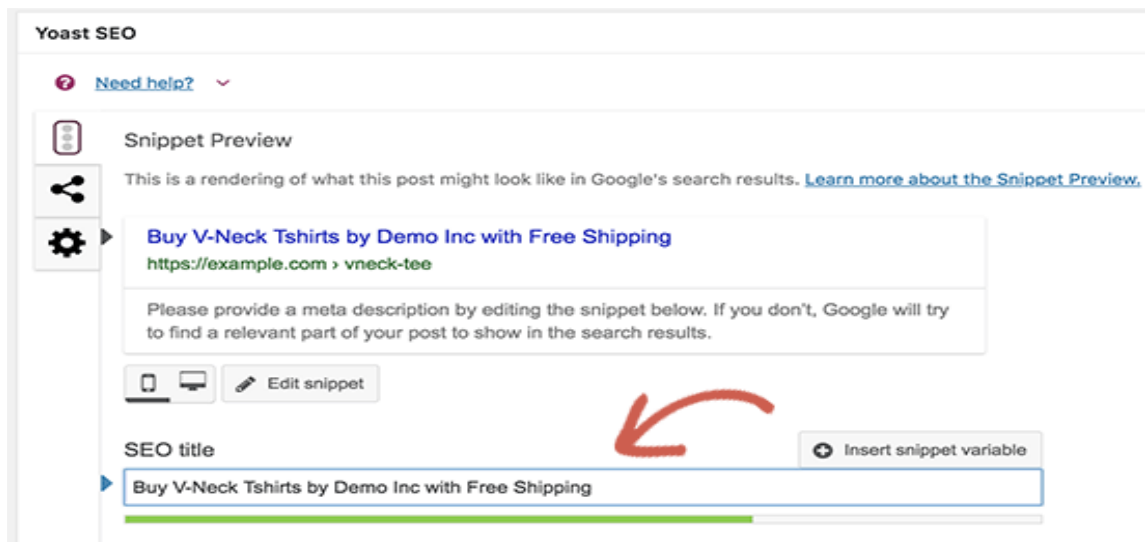 Yoast SEO
Need help?
Snippet Preview
This is a rendering of what this post might look like in Google's search results. Learn more about the Snippet Preview.
Buy V-Neck Tshirts by Demo Inc with Free Shipping
https://example.com › vneck-tee
Please provide a meta description by editing the snippet below. If you don't, Google will try
to find a relevant part of your post to show in the search results.
Edit snippet
SEO title
Insert snippet variable
Buy V-Neck Tshirts by Demo Inc with Free Shipping